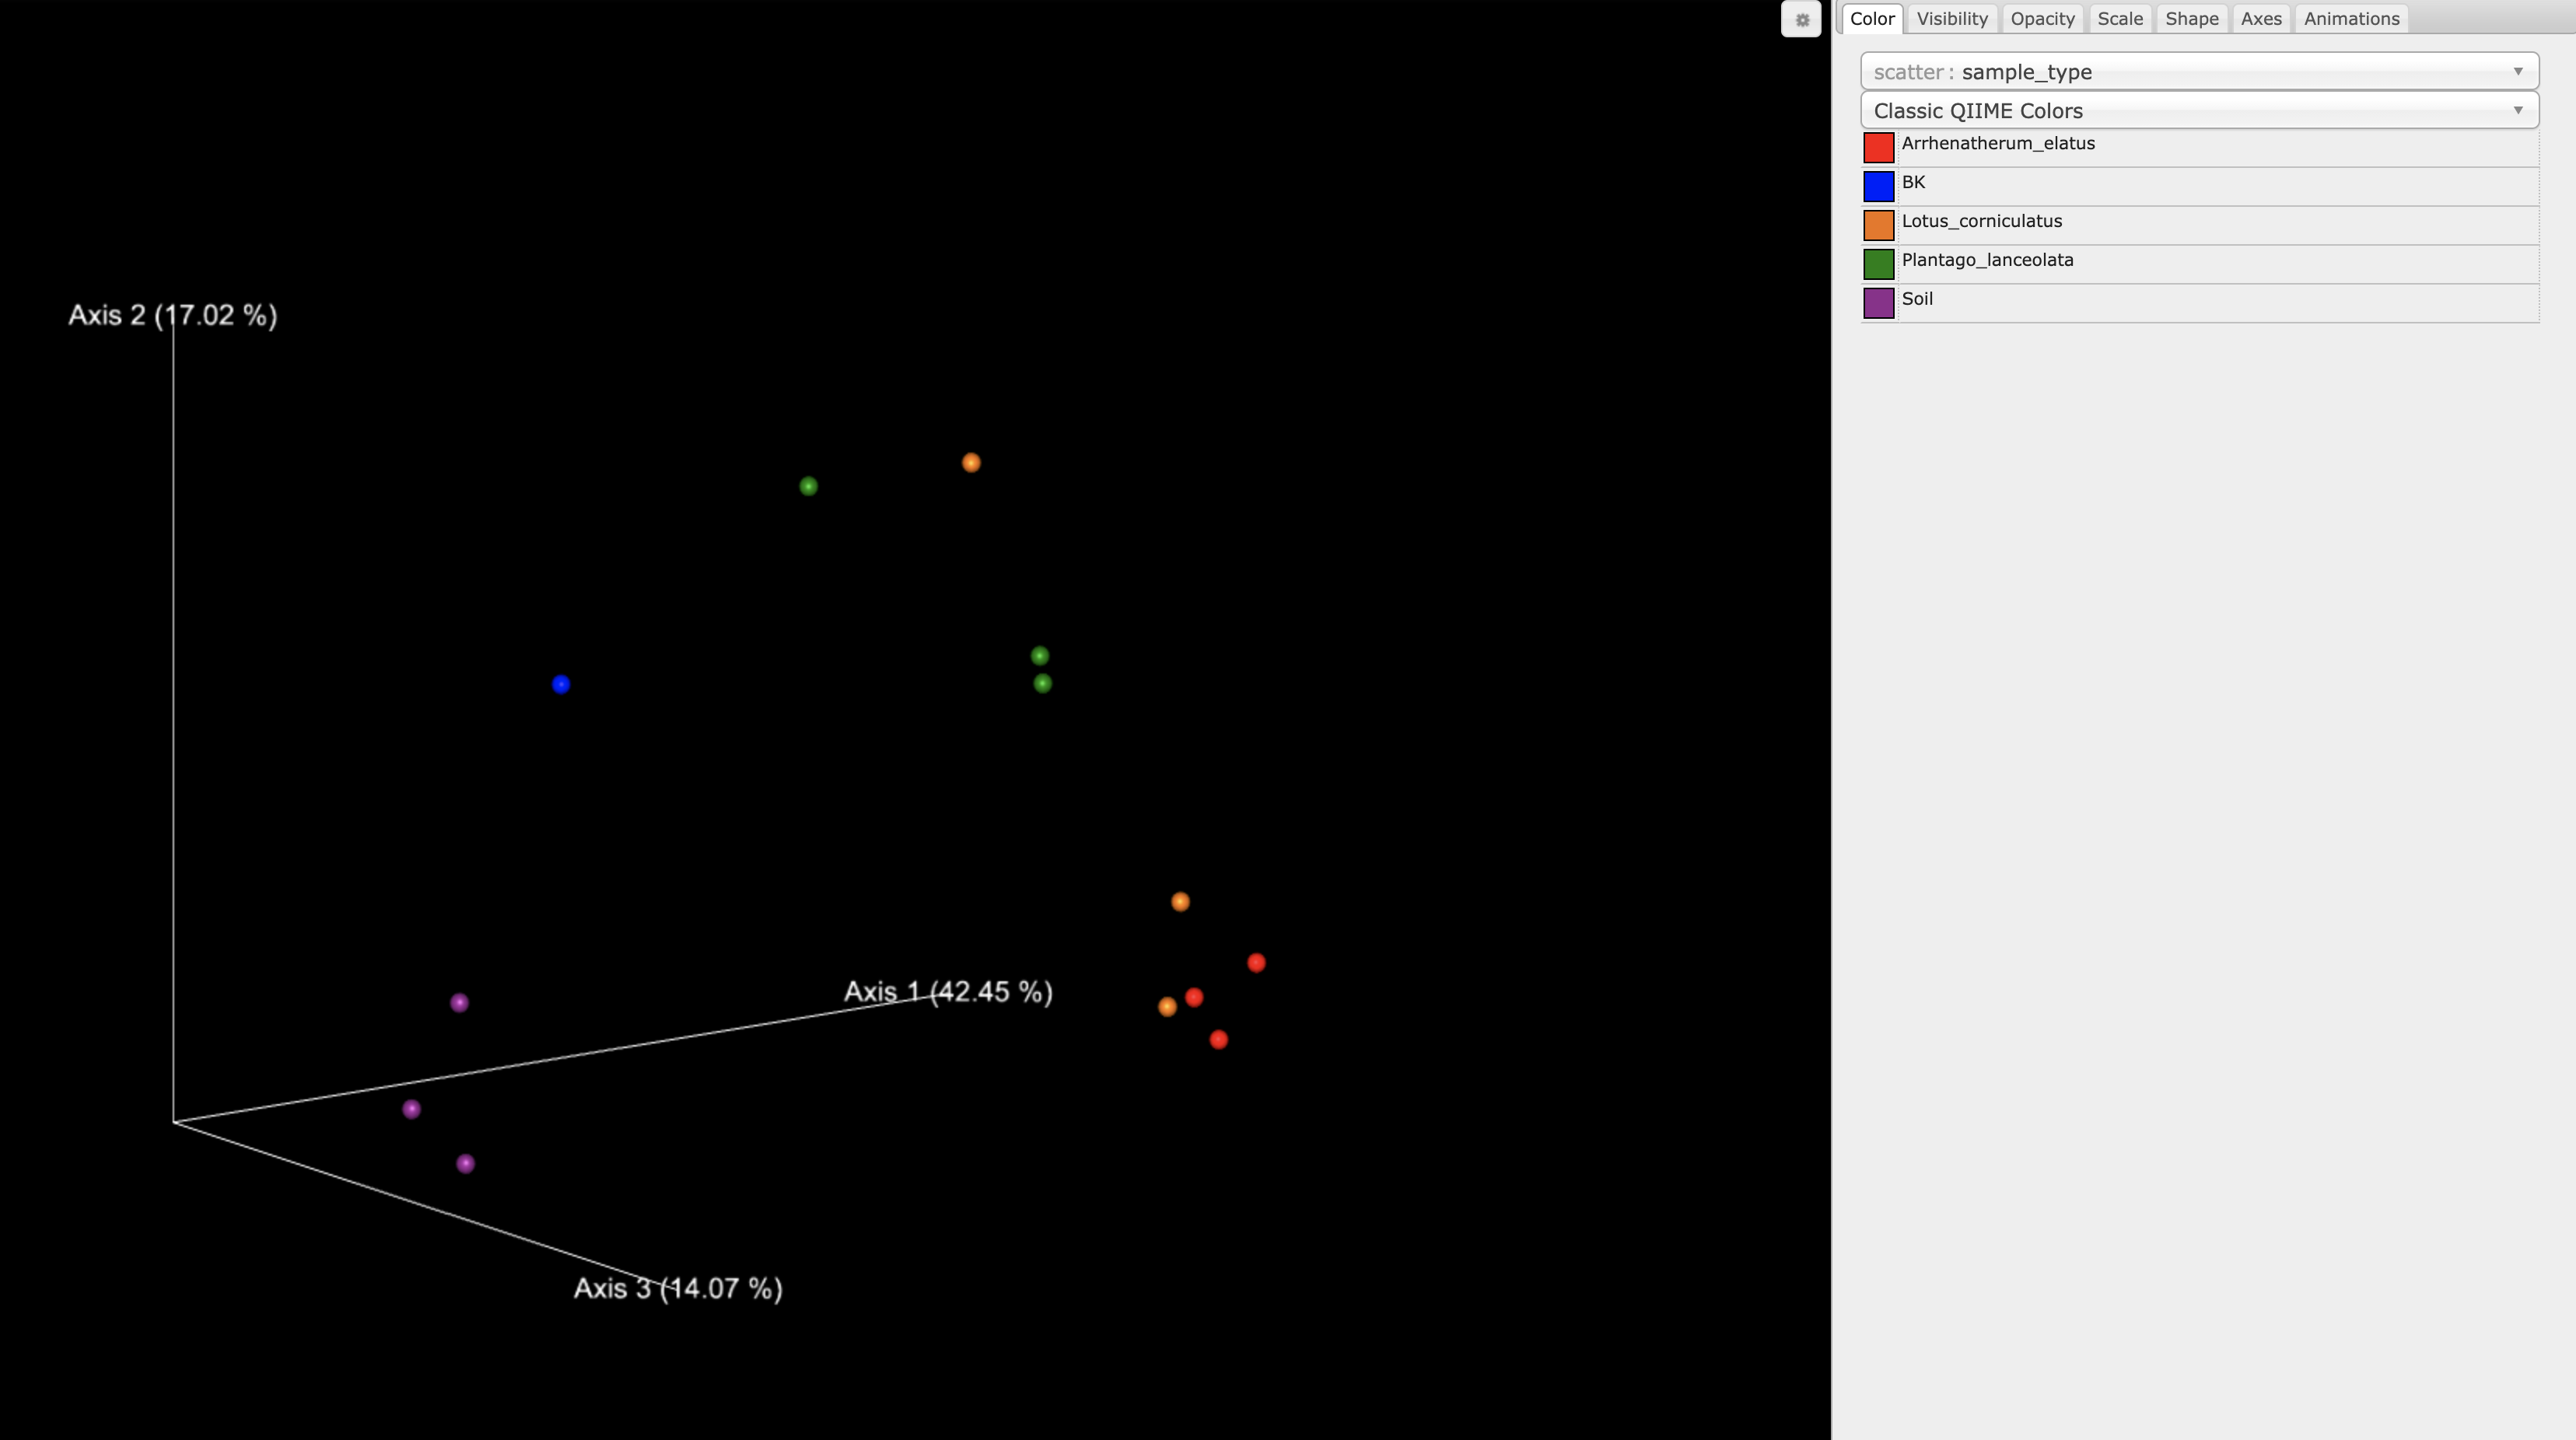 Color Visibility Opacity Scale Shape Axes Animations
scatter: sample_type
Classic QIIME Colors
Arrhenatherum_elatus
BK
Lotus_corniculatus
Plantago_lanceolata
Soil
Axis 2 (17.02 %)
Axis 1 (42.45 %)
Axis 3 (14.07 %)